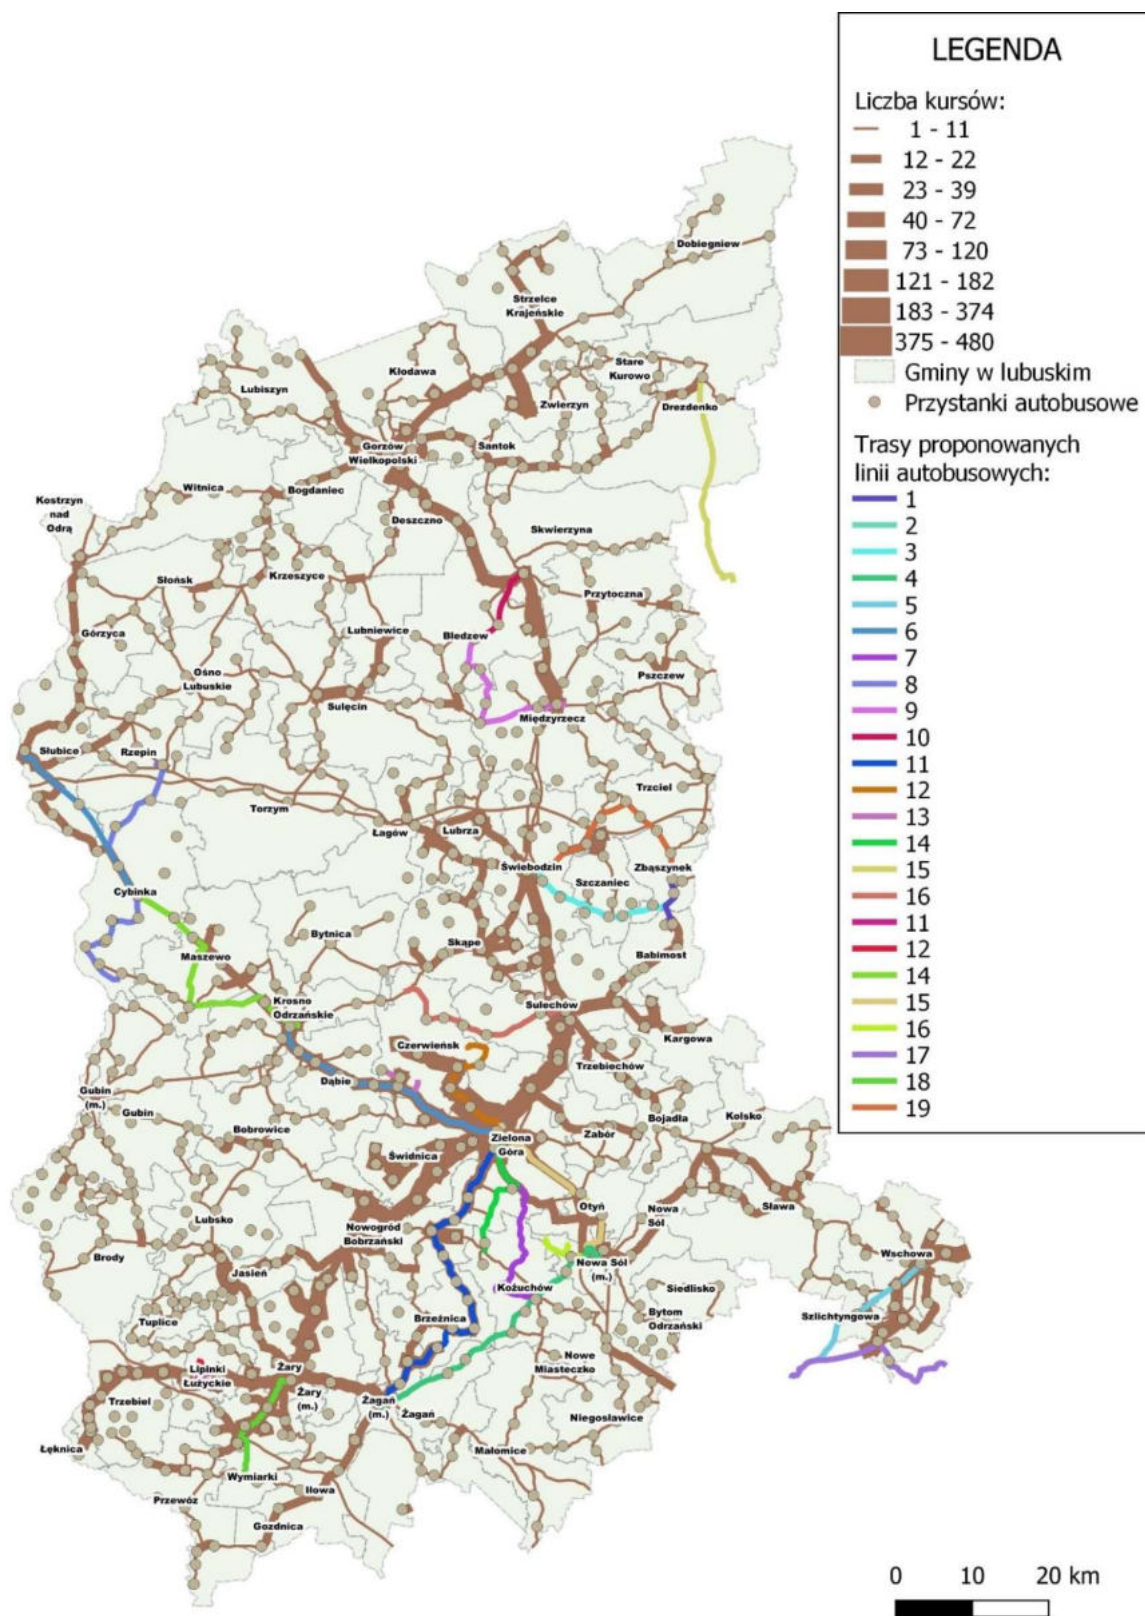 LEGENDA
Liczba kursów:
1 - 11
12 - 22
23 - 39
40 - 72
73 - 120
121 - 182
183 - 374
375 - 480
Gminy w lubuskim
Przystanki autobusowe
Trasy proponowanych
linii autobusowych:
1
2
3
4
5
6
7
8
9
10
11
12
13
14
15
16
11
12
14
15
16
17
18
19
Dobiegniew
Strzelce
Krajeńskie
Kłodawa
Stare
Kurowo
Lubiszyn
Zwierzyn
Drezdenko
Gorzów
Wielkopolski
Santok
Witnica
Bogdaniec
Kostrzyn
nad
Odrą
Deszczno
Skwierzyna
Słońsk
Krzeszyce
Przytoczna
Górzyca
Lubniewice
Bledzew
Ośno
Lubuskie
Pszczew
Sulęcin
Międzyrzecz
Słubice
Rzepin
Trzciel
Torzym
Łagów
Lubrza
Świebodzin
Zbąszynek
Szczaniec
Cybinka
Bytnica
Skąpe
Babimost
Maszewo
Krosno
Odrzańskie
Sulechów
Kargowa
Czerwieńsk
Trzebiechów
Dąbie
Gubin
(m.)
Gubin
Bojadła
Kolsko
Bobrowice
Zabór
Zielona
Góra
Świdnica
Otyń
Nowa
Sól
Sława
Lubsko
Nowogród
Bobrzański
Wschowa
Brody
Jasień
Nowa Sól
(m.)
Kożuchów
Siedlisko
Szlichtyngowa
Tuplice
Brzeźnica
Bytom
Odrzański
Nowe
Miasteczko
Lipinki
Łużyckie
Żary
Trzebiel
Żary
(m.)
Żagań
(m.)
Żagań
Niegosławice
Łęknica
Małomice
Wymiarki
Przewóz
Iłowa
Gozdnica
0 10 20 km